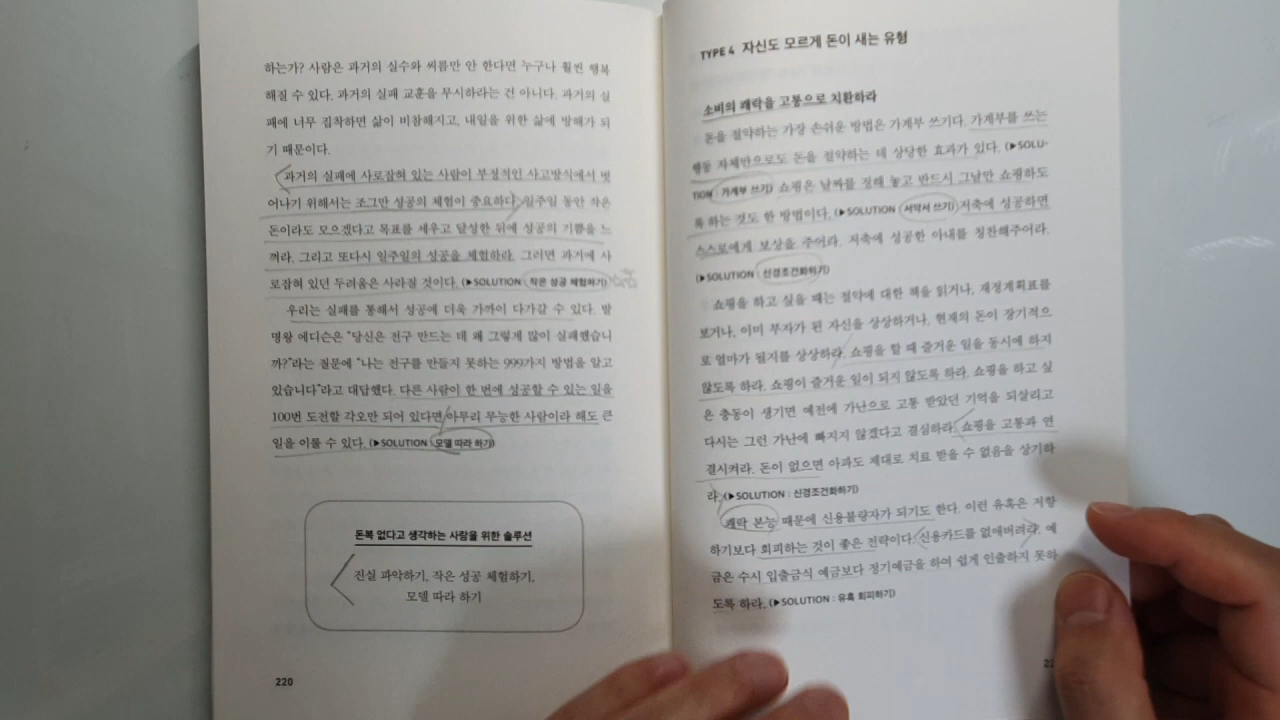 하는가? 사람은 과거의 실수와 씨름만 안 한다면 누구나 훨씬 행복
해질 수 있다. 과거의 실패 교훈을 무시하라는 건 아니다. 과거의 실
패에 너무 집착하면 삶이 비참해지고, 내일을 위한 삶에 방해가 되
기 때문이다.
과거의 실패에 사로잡혀 있는 사람이 부정적인 사고방식에서 벗
어나기 위해서는 조그만 성공의 체험이 중요하다. 일주일 동안 작은
돈이라도 모으겠다고 목표를 세우고 달성한 뒤에 성공의 기쁨을 느
껴라. 그리고 또다시 일주일의 성공을 체험하라. 그러면 과거에 사
로잡혀 있던 두려움은 사라질 것이다. (▶SOLUTION : 작은 성공 체험하기)
우리는 실패를 통해서 성공에 더욱 가까이 다가갈 수 있다. 발
명왕 에디슨은 "당신은 전구 만드는 데 왜 그렇게 많이 실패했습니
까?"라는 질문에 "나는 전구를 만들지 못하는 999가지 방법을 알고
있습니다"라고 대답했다. 다른 사람이 한 번에 성공할 수 있는 일을
100번 도전할 각오만 되어 있다면 아무리 무능한 사람이라 해도 큰
일을 이룰 수 있다. (▶SOLUTION : 모델 따라 하기)
돈복 없다고 생각하는 사람을 위한 솔루션
진실 파악하기, 작은 성공 체험하기,
모델 따라 하기
220
TYPE 4 자신도 모르게 돈이 새는 유형
소비의 쾌락을 고통으로 치환하라
돈을 절약하는 가장 손쉬운 방법은 가계부 쓰기다. 가계부를 쓰는
행동 자체만으로도 돈을 절약하는 데 상당한 효과가 있다. (▶SOLU-
TION : 가계부 쓰기) 쇼핑은 날짜를 정해 놓고 반드시 그날만 쇼핑하도
록 하는 것도 한 방법이다. (▶SOLUTION : 서약서 쓰기) 저축에 성공하면
스스로에게 보상을 주어라. 저축에 성공한 아내를 칭찬해주어라.
(▶SOLUTION : 신경조건화하기)
쇼핑을 하고 싶을 때는 절약에 대한 책을 읽거나, 재정계획표를
보거나, 이미 부자가 된 자신을 상상하거나, 현재의 돈이 장기적으
로 얼마가 될지를 상상하라. 쇼핑을 할 때 즐거운 일을 동시에 하지
않도록 하라. 쇼핑이 즐거운 일이 되지 않도록 하라. 쇼핑을 하고 싶
은 충동이 생기면 예전에 가난으로 고통 받았던 기억을 되살리고
다시는 그런 가난에 빠지지 않겠다고 결심하라. 쇼핑을 고통과 연
결시켜라. 돈이 없으면 아파도 제대로 치료 받을 수 없음을 상기하
라. (▶SOLUTION : 신경조건화하기)
쾌락 본능 때문에 신용불량자가 되기도 한다. 이런 유혹은 저항
하기보다 회피하는 것이 좋은 전략이다. 신용카드를 없애버려라. 예
금은 수시 입출금식 예금보다 정기예금을 하여 쉽게 인출하지 못하
도록 하라. (▶SOLUTION : 유혹 회피하기)